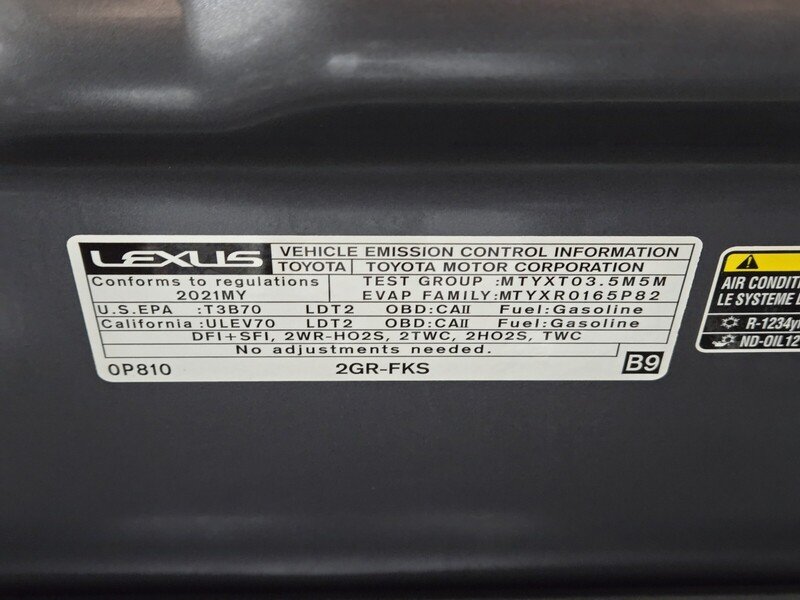 LEXUS VEHICLE EMISSION CONTROL INFORMATION
TOYOTA TOYOTA MOTOR CORPORATION
Conforms to regulations TEST GROUP :MTYXT03.5M5M
2021MY EVAP FAMILY:MTYXR0165P82
U.S.EPA :T3B70 LDT2 OBD:CAII Fuel:Gasoline
California:ULEV70 LDT2 OBD:CAII Fuel:Gasoline
DFI+SFI, 2WR-HO2S, 2TWC, 2HO2S, TWC
No adjustments needed.
0P810 2GR-FKS B9
AIR CONDITI
LE SYSTEME
R-1234y
ND-OIL12